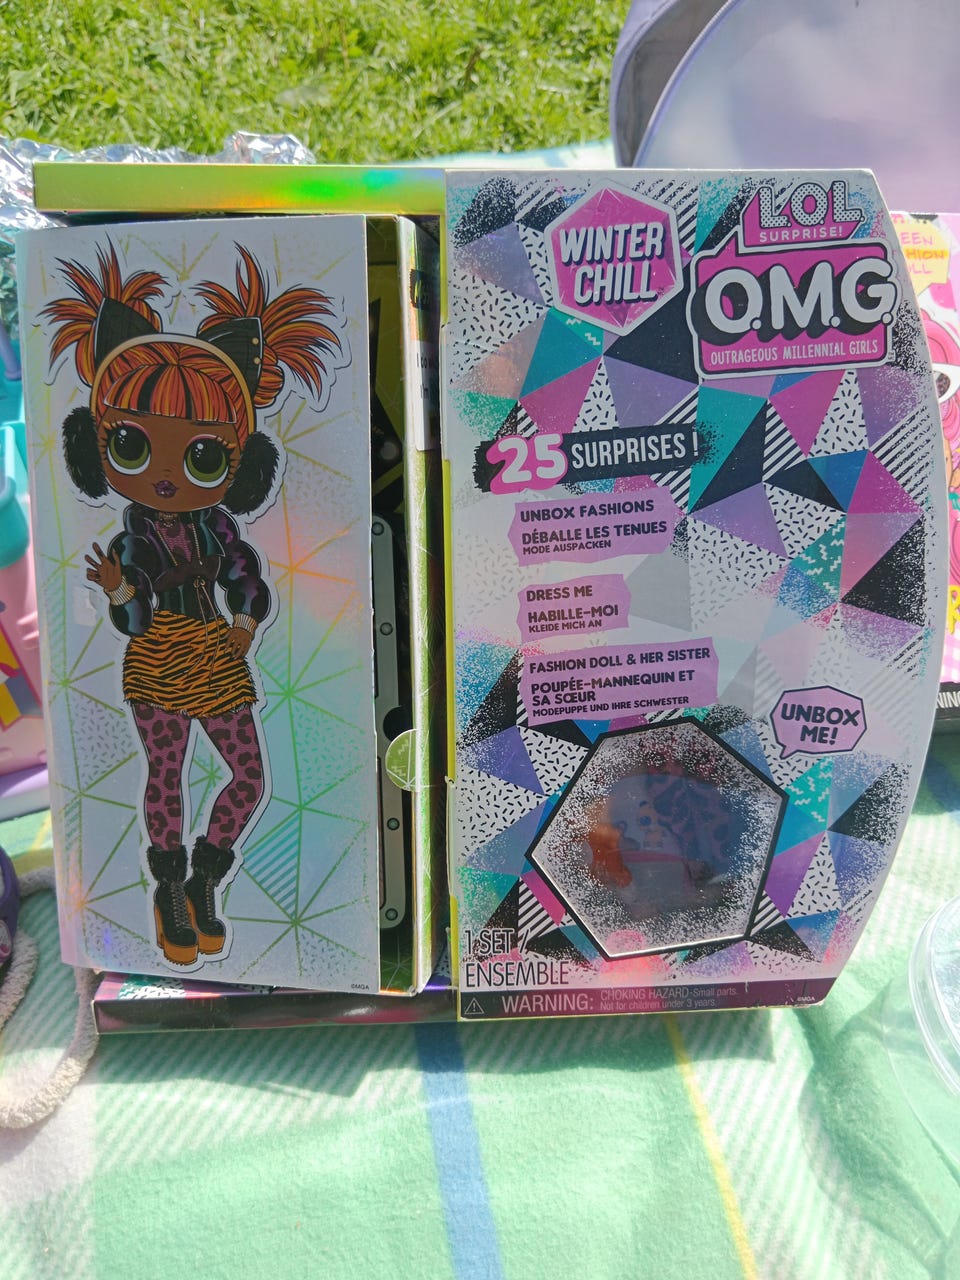 WINTER
CHILL
LOL
SURPRISE!
O.M.G.
OUTRAGEOUS MILLENNIAL GIRLS
25 SURPRISES!
UNBOX FASHIONS
DÉBALLE LES TENUES
MODE AUSPACKEN
DRESS ME
HABILLE-MOI
KLEIDE MICH AN
FASHION DOLL & HER SISTER
POUPÉE-MANNEQUIN ET
SA SŒUR
MODEPUPPE UND IHRE SCHWESTER
UNBOX
ME!
1 SET /
ENSEMBLE
WARNING: CHOKING HAZARD-Small parts.
Not for children under 3 years.
©MGA
©MGA